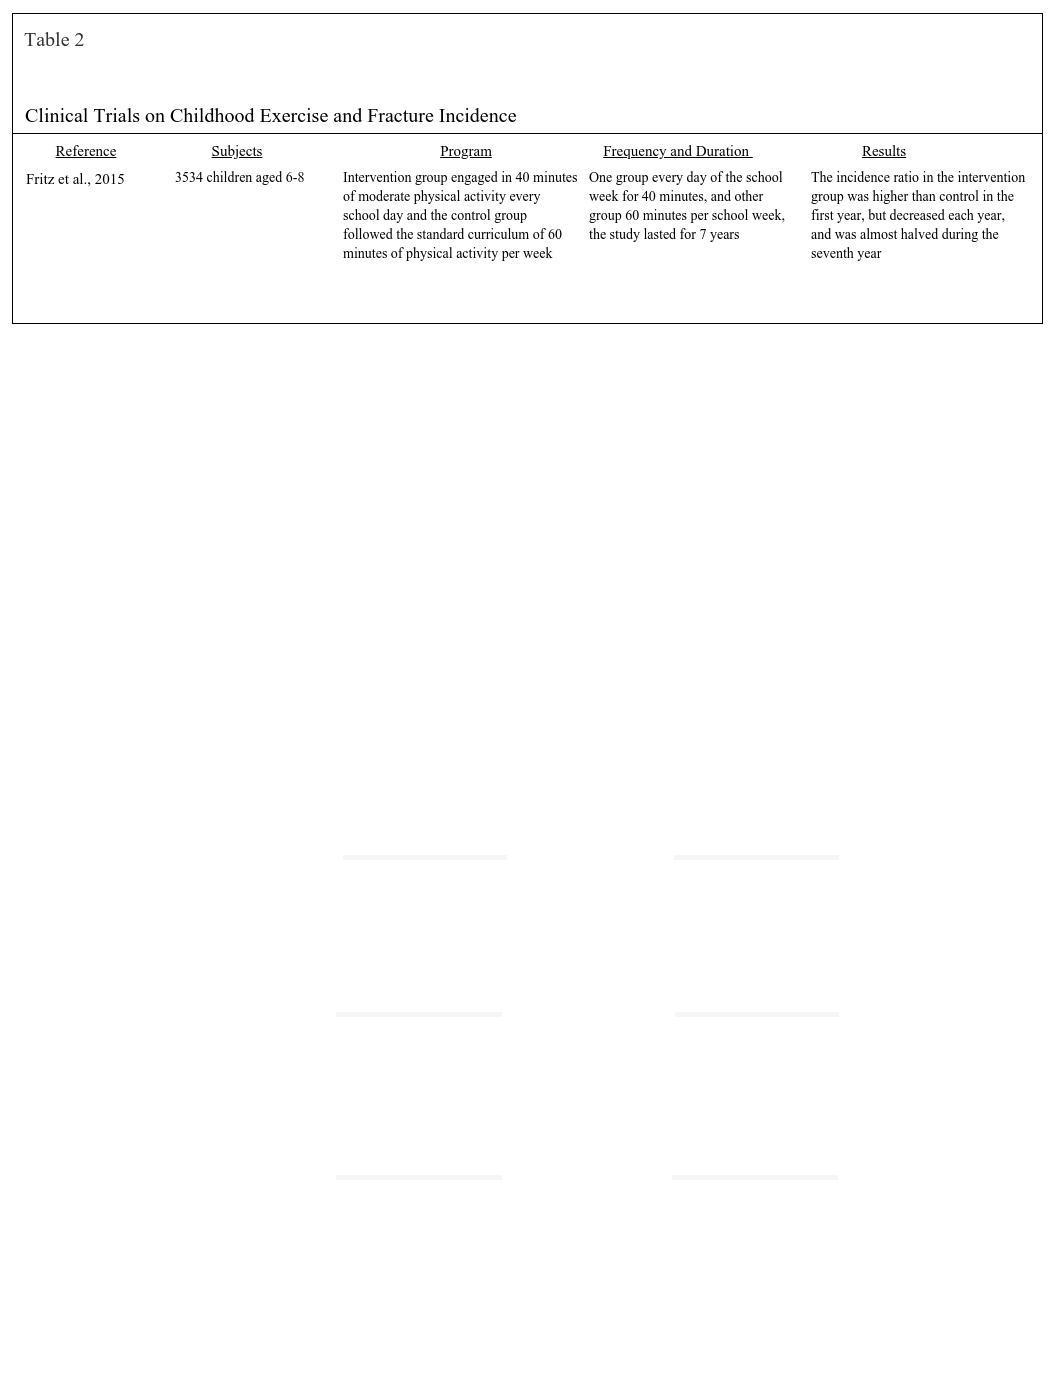 Table 2
Clinical Trials on Childhood Exercise and Fracture Incidence
Reference Subjects Program Frequency and Duration Results
Fritz et al., 2015
3534 children aged 6-8
Intervention group engaged in 40 minutes
of moderate physical activity every
school day and the control group
followed the standard curriculum of 60
minutes of physical activity per week
One group every day of the school
week for 40 minutes, and other
group 60 minutes per school week,
the study lasted for 7 years
The incidence ratio in the intervention
group was higher than control in the
first year, but decreased each year,
and was almost halved during the
seventh year